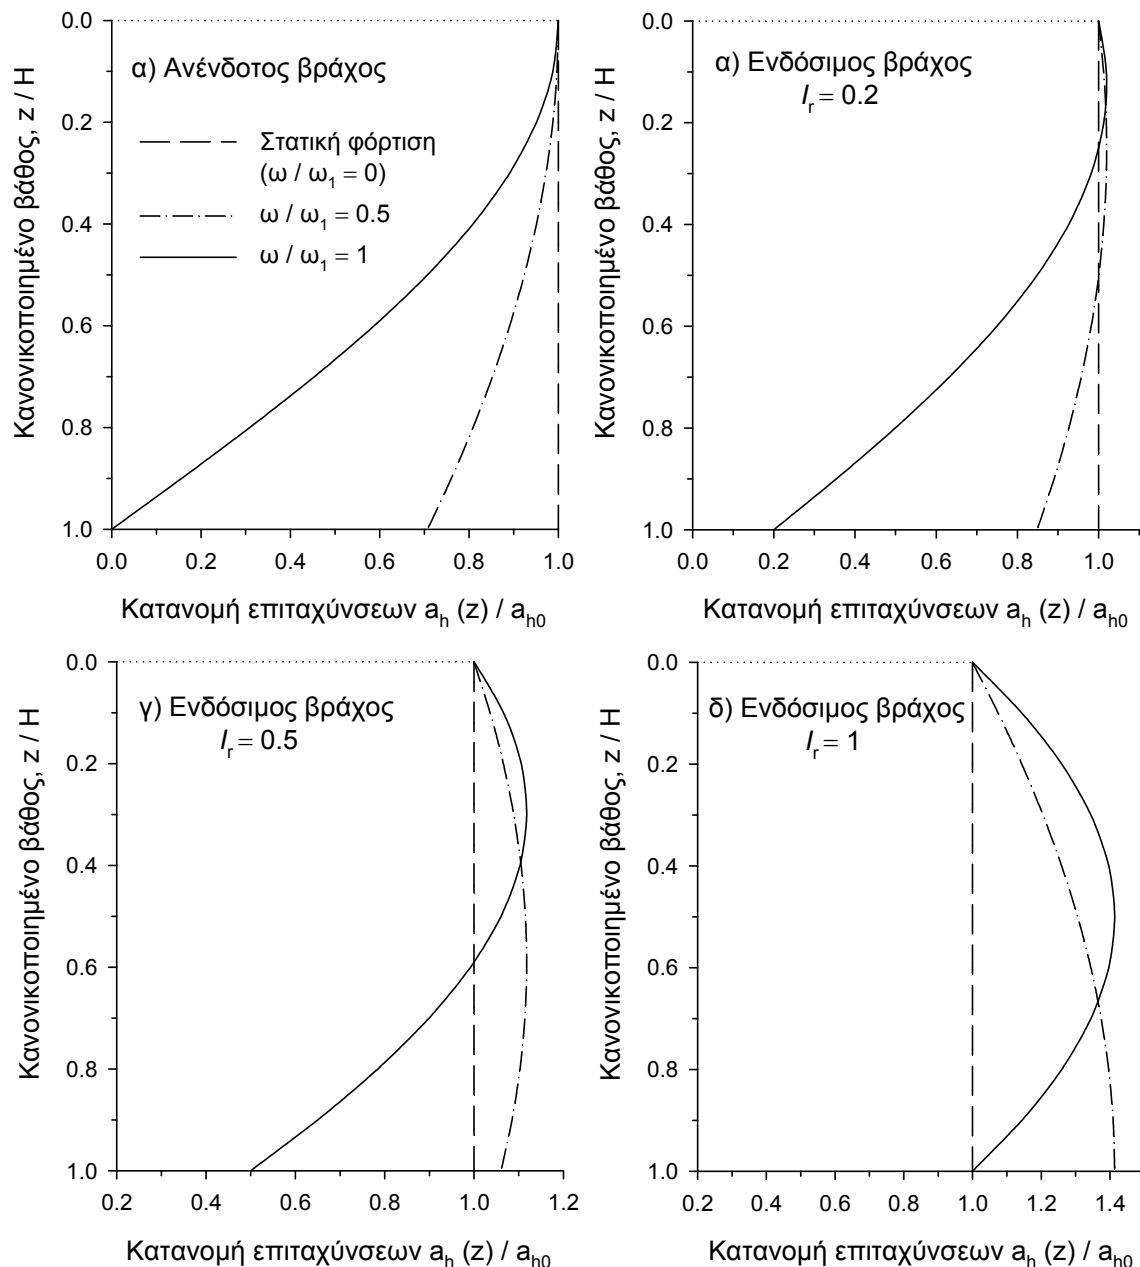 α) Ανένδοτος βράχος
Στατική φόρτιση
(ω / ω₁ = 0)
ω / ω₁ = 0.5
ω / ω₁ = 1
Κανονικοποιημένο βάθος, z / H
0.0
0.2
0.4
0.6
0.8
1.0
0.0 0.2 0.4 0.6 0.8 1.0
Κατανομή επιταχύνσεων aₕ (z) / aₕ₀
α) Ενδόσιμος βράχος
Iᵣ = 0.2
Κανονικοποιημένο βάθος, z / H
0.0
0.2
0.4
0.6
0.8
1.0
0.0 0.2 0.4 0.6 0.8 1.0
Κατανομή επιταχύνσεων aₕ (z) / aₕ₀
γ) Ενδόσιμος βράχος
Iᵣ = 0.5
Κανονικοποιημένο βάθος, z / H
0.0
0.2
0.4
0.6
0.8
1.0
0.2 0.4 0.6 0.8 1.0 1.2
Κατανομή επιταχύνσεων aₕ (z) / aₕ₀
δ) Ενδόσιμος βράχος
Iᵣ = 1
Κανονικοποιημένο βάθος, z / H
0.0
0.2
0.4
0.6
0.8
1.0
0.2 0.4 0.6 0.8 1.0 1.2 1.4
Κατανομή επιταχύνσεων aₕ (z) / aₕ₀